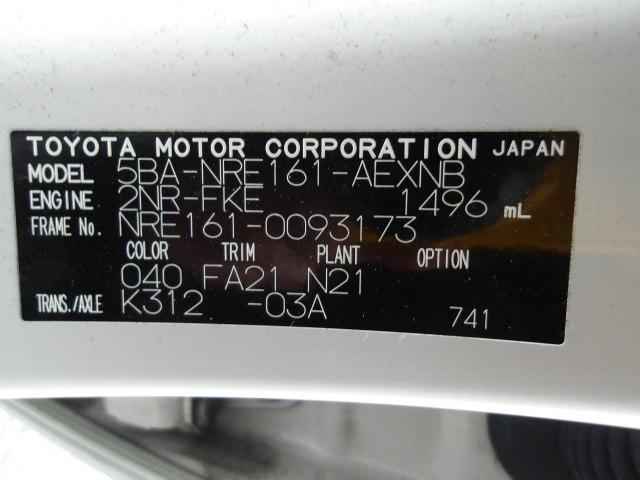 TOYOTA MOTOR CORPORATION JAPAN
MODEL 5BA-NRE161-AEXNB
ENGINE 2NR-FKE 1496 mL
FRAME No. NRE161-0093173
COLOR TRIM PLANT OPTION
040 FA21 N21
TRANS./AXLE K312 -03A 741